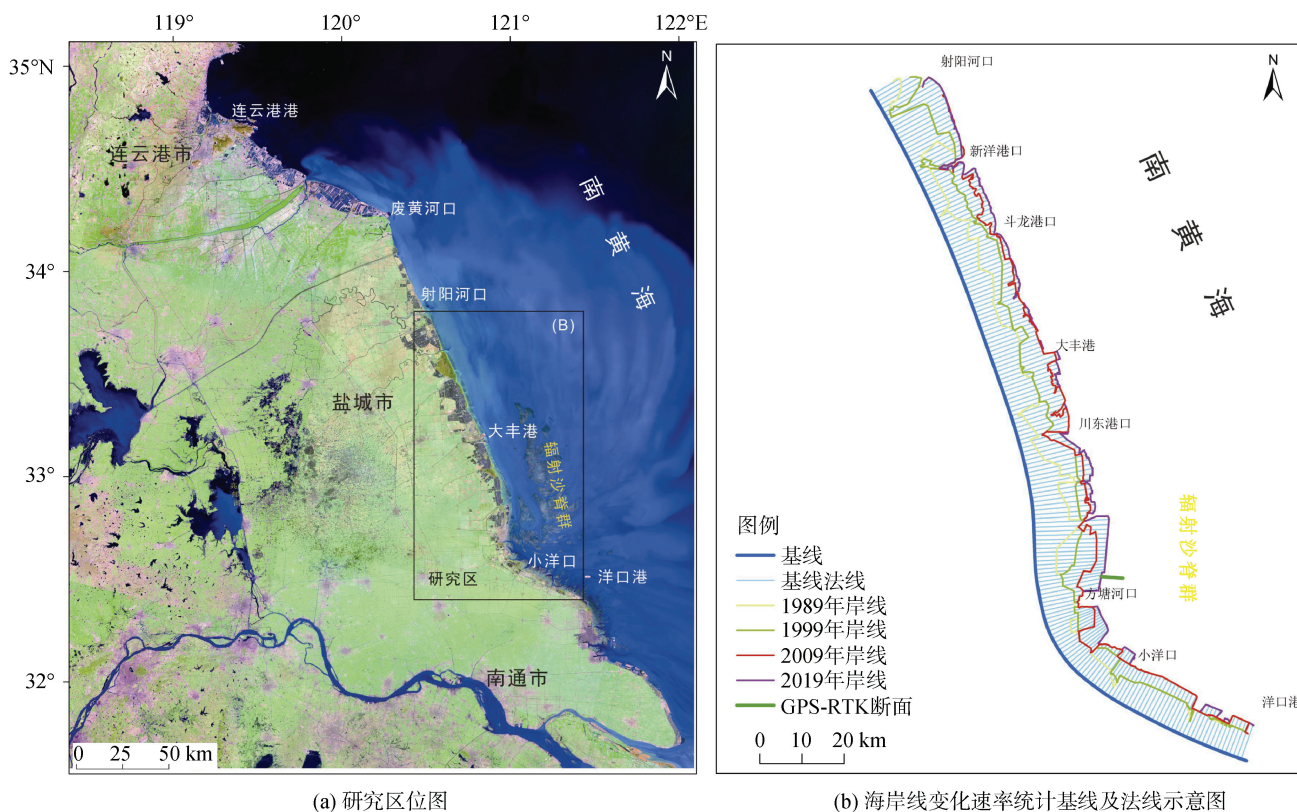 119°
120°
121°
122°E
35°N
34°
33°
32°
N
连云港港
连云港市
废黄河口
南黄海
射阳河口
(B)
盐城市
大丰港
辐射沙脊群
小洋口
洋口港
研究区
南通市
0 25 50 km
(a) 研究区位图
N
射阳河口
新洋港口
南黄海
斗龙港口
大丰港
川东港口
辐射沙脊群
方塘河口
小洋口
洋口港
图例
基线
基线法线
1989年岸线
1999年岸线
2009年岸线
2019年岸线
GPS-RTK断面
0 10 20 km
(b) 海岸线变化速率统计基线及法线示意图